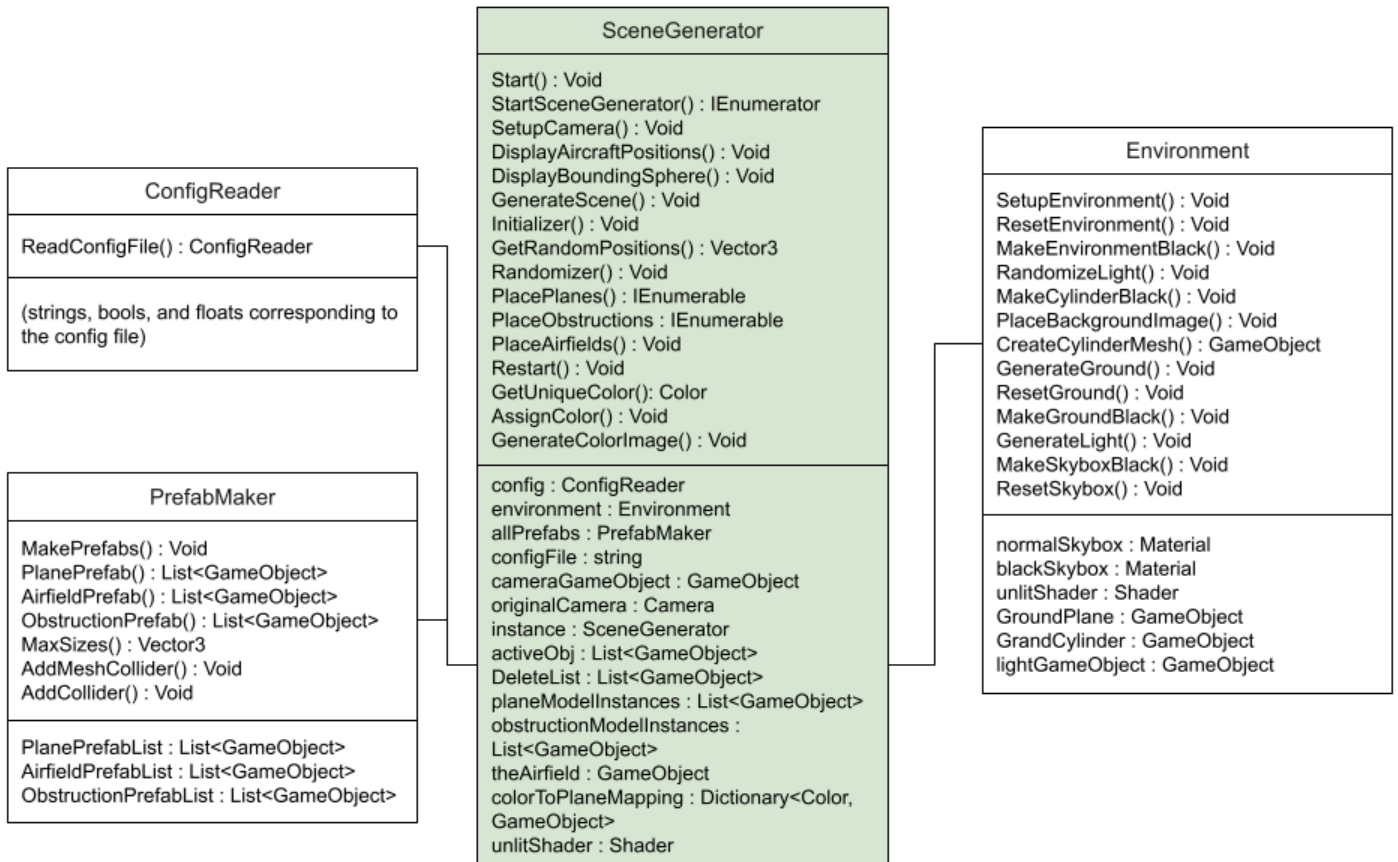 SceneGenerator
Start() : Void
StartSceneGenerator() : IEnumerator
SetupCamera() : Void
DisplayAircraftPositions() : Void
DisplayBoundingSphere() : Void
GenerateScene() : Void
Initializer() : Void
GetRandomPositions() : Vector3
Randomizer() : Void
PlacePlanes() : IEnumerable
PlaceObstructions : IEnumerable
PlaceAirfields() : Void
Restart() : Void
GetUniqueColor(): Color
AssignColor() : Void
GenerateColorImage() : Void
config : ConfigReader
environment : Environment
allPrefabs : PrefabMaker
configFile : string
cameraGameObject : GameObject
originalCamera : Camera
instance : SceneGenerator
activeObj : List<GameObject>
DeleteList : List<GameObject>
planeModelInstances : List<GameObject>
obstructionModelInstances :
List<GameObject>
theAirfield : GameObject
colorToPlaneMapping : Dictionary<Color,
GameObject>
unlitShader : Shader
ConfigReader
ReadConfigFile() : ConfigReader
(strings, bools, and floats corresponding to
the config file)
PrefabMaker
MakePrefabs() : Void
PlanePrefab() : List<GameObject>
AirfieldPrefab() : List<GameObject>
ObstructionPrefab() : List<GameObject>
MaxSizes() : Vector3
AddMeshCollider() : Void
AddCollider() : Void
PlanePrefabList : List<GameObject>
AirfieldPrefabList : List<GameObject>
ObstructionPrefabList : List<GameObject>
Environment
SetupEnvironment() : Void
ResetEnvironment() : Void
MakeEnvironmentBlack() : Void
RandomizeLight() : Void
MakeCylinderBlack() : Void
PlaceBackgroundImage() : Void
CreateCylinderMesh() : GameObject
GenerateGround() : Void
ResetGround() : Void
MakeGroundBlack() : Void
GenerateLight() : Void
MakeSkyboxBlack() : Void
ResetSkybox() : Void
normalSkybox : Material
blackSkybox : Material
unlitShader : Shader
GroundPlane : GameObject
GrandCylinder : GameObject
lightGameObject : GameObject